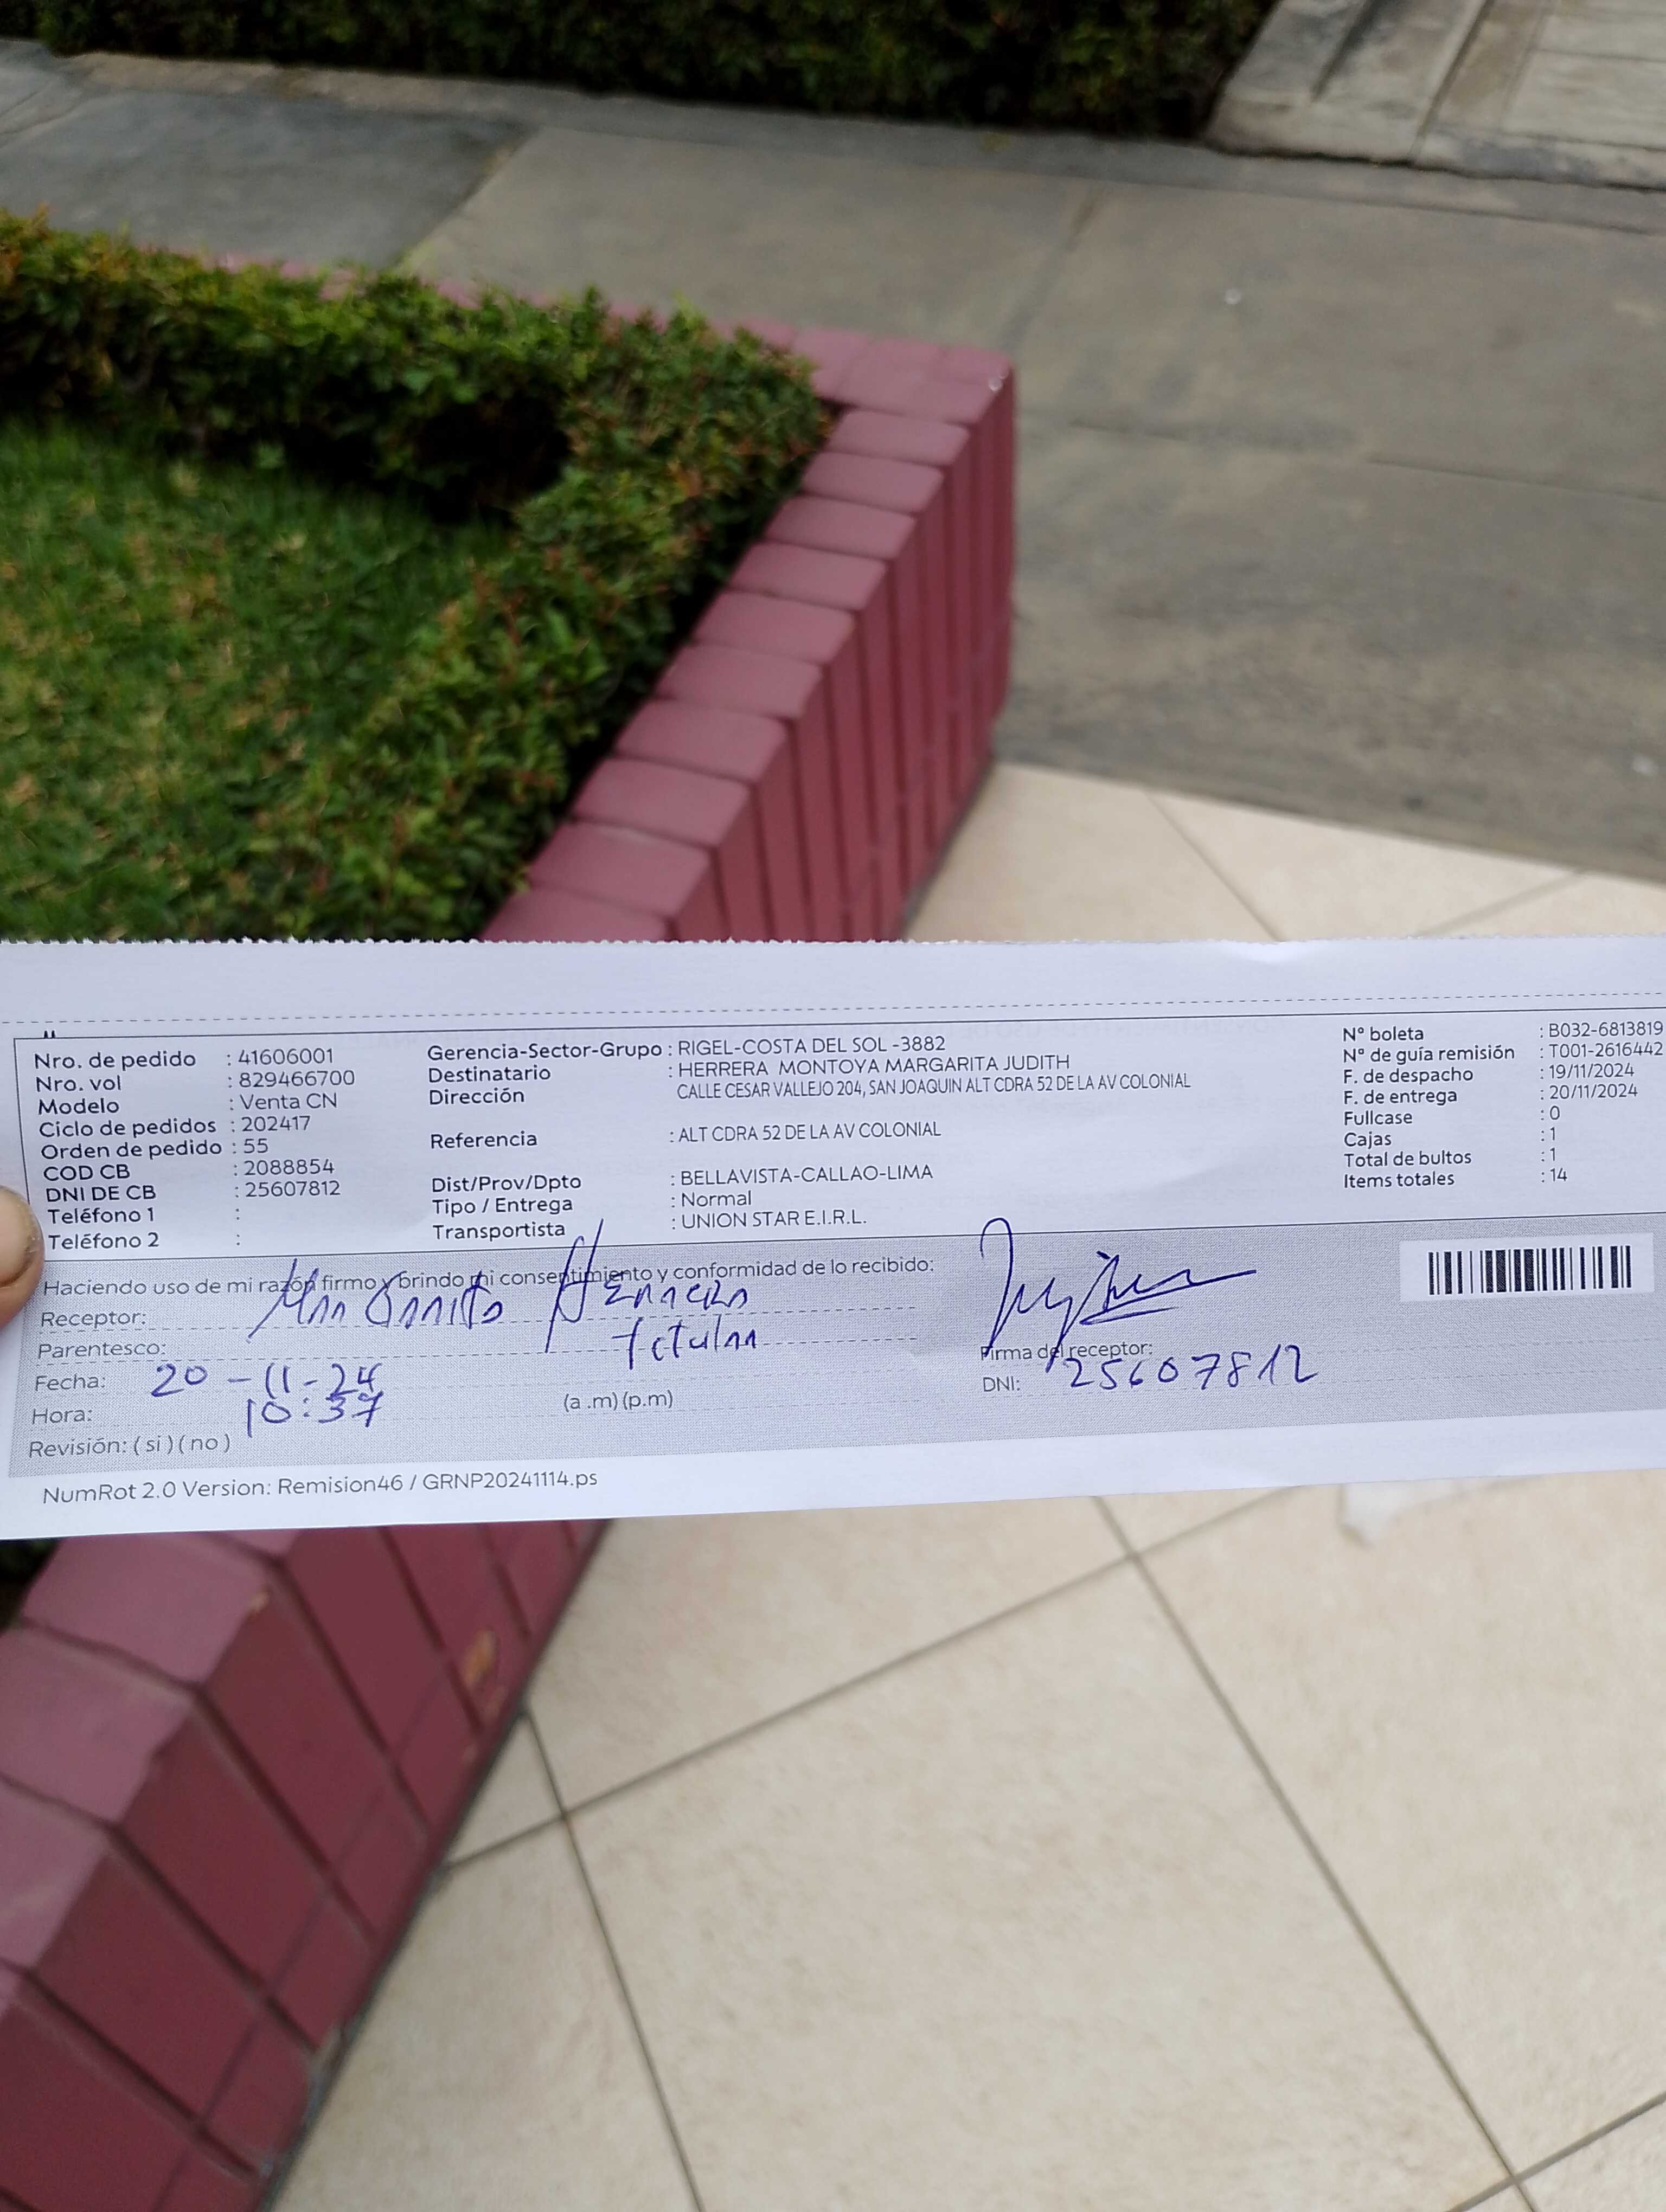 Nro. de pedido : 41606001
Nro. vol : 829466700
Modelo : Venta CN
Ciclo de pedidos : 202417
Orden de pedido : 55
COD CB : 2088854
DNI DE CB : 25607812
Teléfono 1 :
Teléfono 2 :
Gerencia-Sector-Grupo : RIGEL-COSTA DEL SOL -3882
Destinatario : HERRERA MONTOYA MARGARITA JUDITH
Dirección CALLE CESAR VALLEJO 204, SAN JOAQUIN ALT CDRA 52 DE LA AV COLONIAL
Referencia : ALT CDRA 52 DE LA AV COLONIAL
Dist/Prov/Dpto : BELLAVISTA-CALLAO-LIMA
Tipo / Entrega : Normal
Transportista : UNION STAR E.I.R.L.
N° boleta : B032-6813819
N° de guía remisión : T001-2616442
F. de despacho : 19/11/2024
F. de entrega : 20/11/2024
Fullcase : 0
Cajas : 1
Total de bultos : 1
Items totales : 14
Haciendo uso de mi razón firmo y brindo mi consentimiento y conformidad de lo recibido:
Receptor: Margarita Herrera
Parentesco: titular
Fecha: 20-11-24
Hora: 10:37 (a .m) (p.m)
Revisión: ( si ) ( no )
Firma del receptor:
DNI: 25607812
NumRot 2.0 Version: Remision46 / GRNP20241114.ps